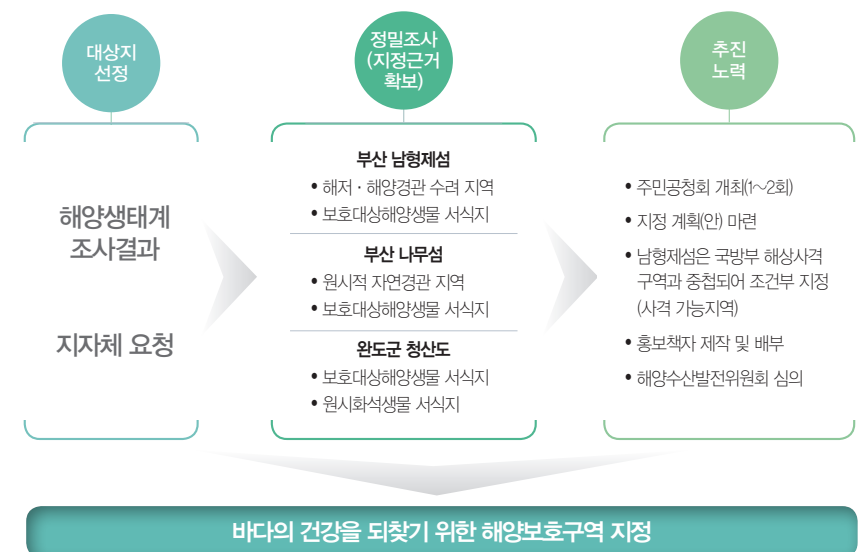 대상지
선정
해양생태계
조사결과
지자체 요청
정밀조사
(지정근거
확보)
부산 남형제섬
• 해저 · 해양경관 수려 지역
• 보호대상해양생물 서식지
부산 나무섬
• 원시적 자연경관 지역
• 보호대상해양생물 서식지
완도군 청산도
• 보호대상해양생물 서식지
• 원시화석생물 서식지
추진
노력
• 주민공청회 개최(1~2회)
• 지정 계획(안) 마련
• 남형제섬은 국방부 해상사격
구역과 중첩되어 조건부 지정
(사격 가능지역)
• 홍보책자 제작 및 배부
• 해양수산발전위원회 심의
바다의 건강을 되찾기 위한 해양보호구역 지정